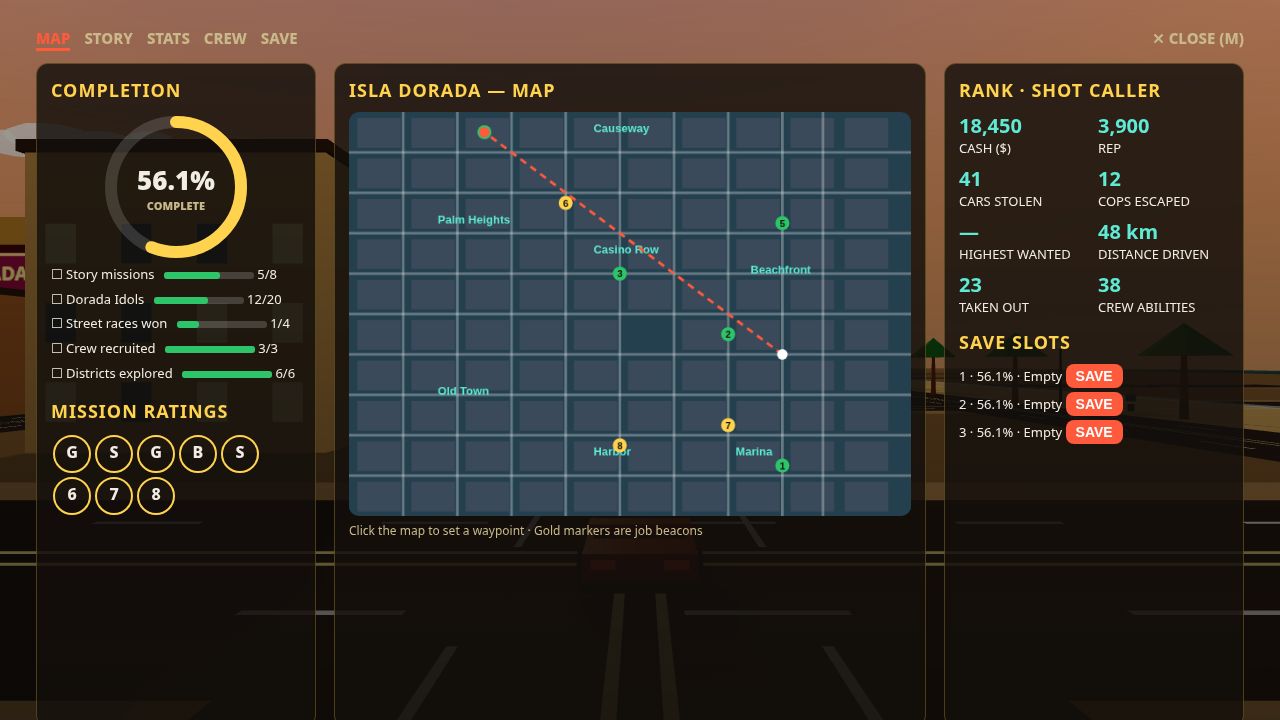 MAP STORY STATS CREW SAVE
✕ CLOSE (M)
COMPLETION
56.1%
COMPLETE
☐ Story missions 5/8
☐ Dorada Idols 12/20
☐ Street races won 1/4
☐ Crew recruited 3/3
☐ Districts explored 6/6
MISSION RATINGS
G S G B S
6 7 8
ISLA DORADA — MAP
Causeway
6
Palm Heights
5
Casino Row
3
Beachfront
2
Old Town
7
8
Harbor
Marina
1
Click the map to set a waypoint · Gold markers are job beacons
RANK · SHOT CALLER
18,450 3,900
CASH ($) REP
41 12
CARS STOLEN COPS ESCAPED
— 48 km
HIGHEST WANTED DISTANCE DRIVEN
23 38
TAKEN OUT CREW ABILITIES
SAVE SLOTS
1 · 56.1% · Empty SAVE
2 · 56.1% · Empty SAVE
3 · 56.1% · Empty SAVE